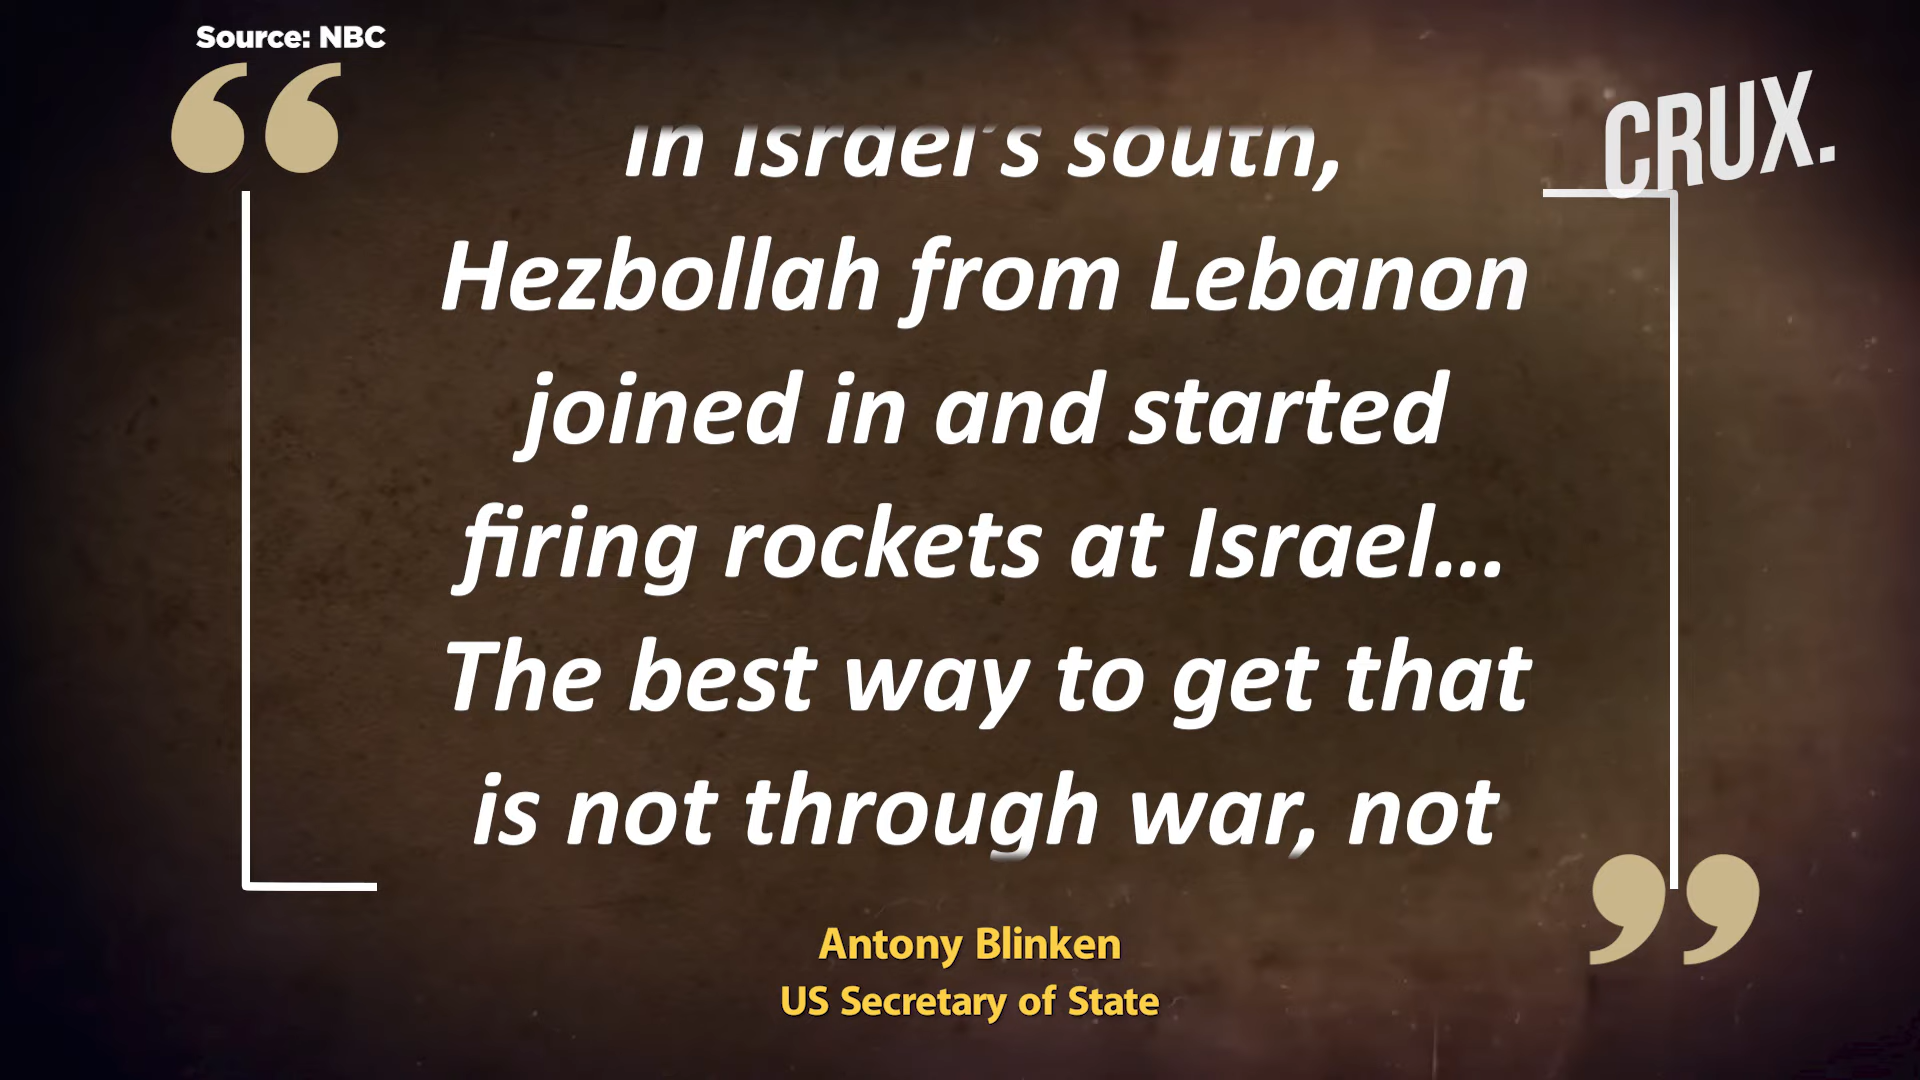 Source: NBC
CRUX.
in Israel's south,
Hezbollah from Lebanon
joined in and started
firing rockets at Israel...
The best way to get that
is not through war, not
Antony Blinken
US Secretary of State